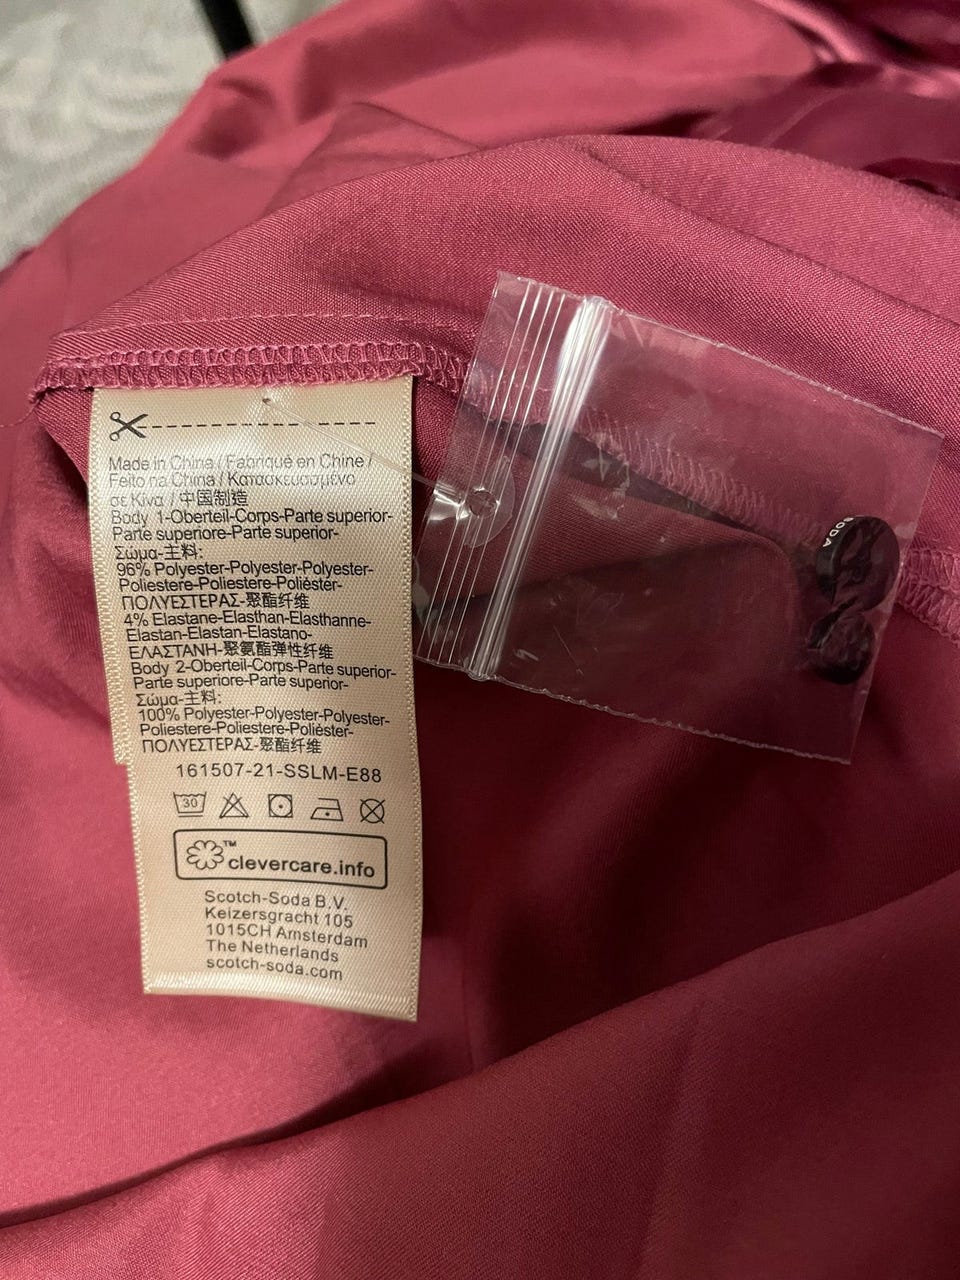 Made in China / Fabriqué en Chine /
Feito na China / Κατασκευασμένο
σε Κίνα / 中国制造
Body 1-Oberteil-Corps-Parte superior-
Parte superiore-Parte superior-
Σώμα-主料:
96% Polyester-Polyester-Polyester-
Poliestere-Poliestere-Poliéster-
ΠΟΛΥΕΣΤΕΡΑΣ-聚酯纤维
4% Elastane-Elasthan-Elasthanne-
Elastan-Elastan-Elastano-
ΕΛΑΣΤΑΝΗ-聚氨酯弹性纤维
Body 2-Oberteil-Corps-Parte superior-
Parte superiore-Parte superior-
Σώμα-主料:
100% Polyester-Polyester-Polyester-
Poliestere-Poliestere-Poliéster-
ΠΟΛΥΕΣΤΕΡΑΣ-聚酯纤维
161507-21-SSLM-E88
30
™
clevercare.info
Scotch-Soda B.V.
Keizersgracht 105
1015CH Amsterdam
The Netherlands
scotch-soda.com
SODA